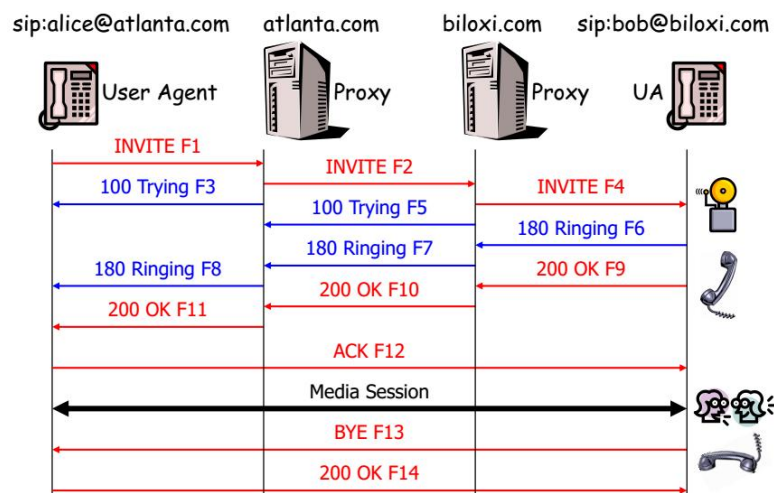 sip:alice@atlanta.com atlanta.com biloxi.com sip:bob@biloxi.com
User Agent Proxy Proxy UA
INVITE F1
INVITE F2
100 Trying F3 INVITE F4
100 Trying F5
180 Ringing F6
180 Ringing F7
180 Ringing F8 200 OK F9
200 OK F10
200 OK F11
ACK F12
Media Session
BYE F13
200 OK F14